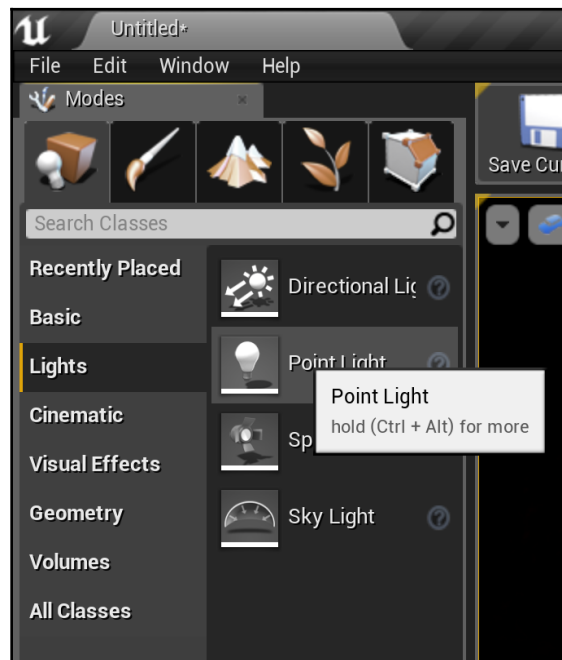 Untitled*
File Edit Window Help
Modes
Save Cu
Search Classes
Recently Placed
Basic
Lights
Cinematic
Visual Effects
Geometry
Volumes
All Classes
Directional Lig
Point Light
Point Light
hold (Ctrl + Alt) for more
Sp
Sky Light